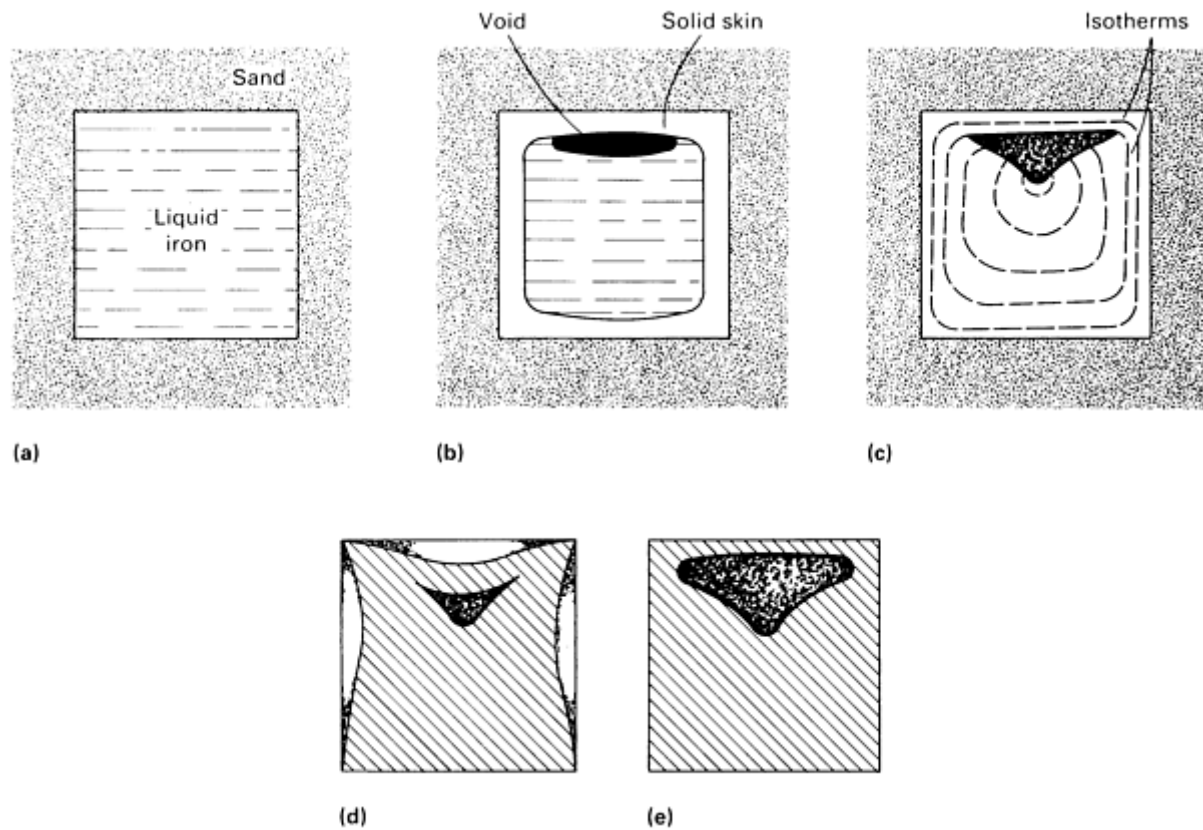 Void
Solid skin
Isotherms
Sand
Liquid
iron
(a)
(b)
(c)
(d)
(e)